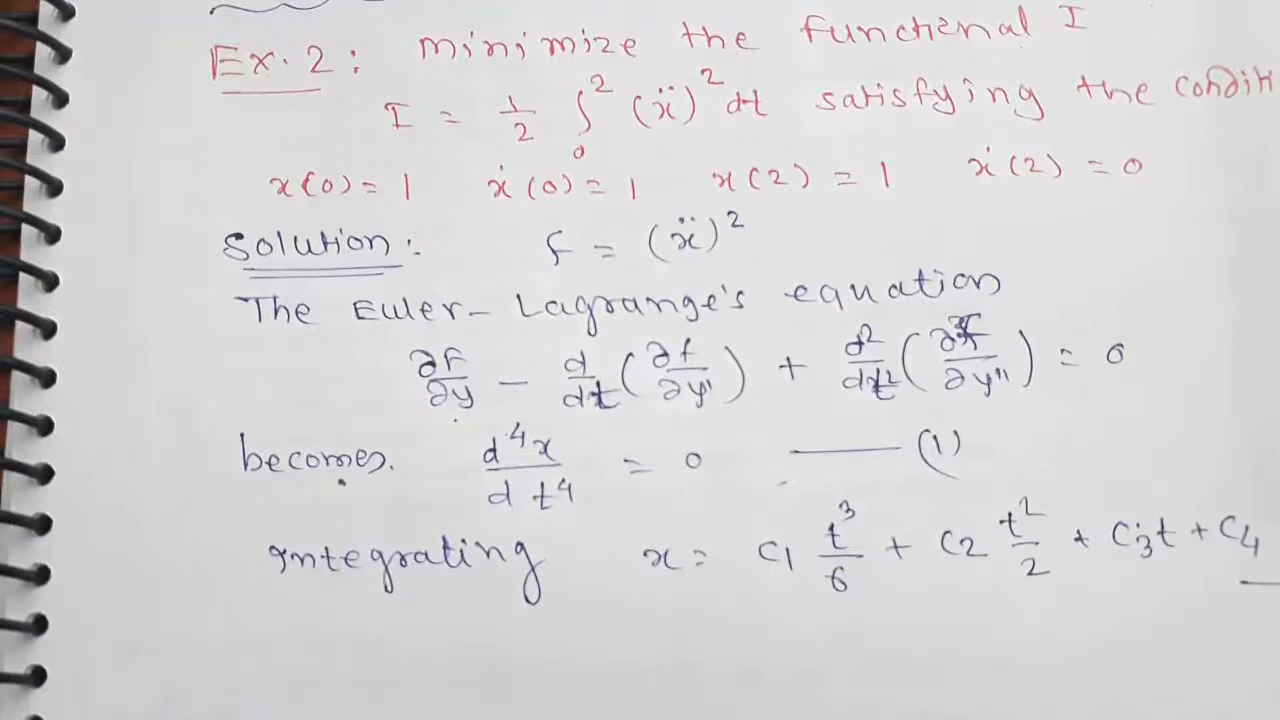 Ex. 2: minimize the functional I
I = 1/2 ∫₀² (ẍ)² dt satisfying the conditi
x(0) = 1 ẋ(0) = 1 x(2) = 1 ẋ(2) = 0
Solution: F = (ẍ)²
The Euler-Lagrange's equation
∂F/∂y − d/dt (∂f/∂y') + d²/dt² (∂F/∂y'') = 0
becomes. d⁴x/dt⁴ = 0 —— (1)
Integrating x = C1 t³/6 + C2 t²/2 + C3t + C4